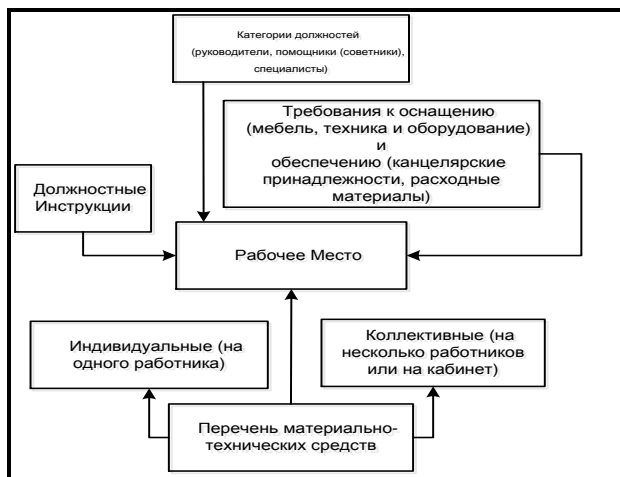 Категории должностей
(руководители, помощники (советники),
специалисты)
Требования к оснащению
(мебель, техника и оборудование)
и
обеспечению (канцелярские
принадлежности, расходные
материалы)
Должностные
Инструкции
Рабочее Место
Индивидуальные (на
одного работника)
Коллективные (на
несколько работников
или на кабинет)
Перечень материально-
технических средств